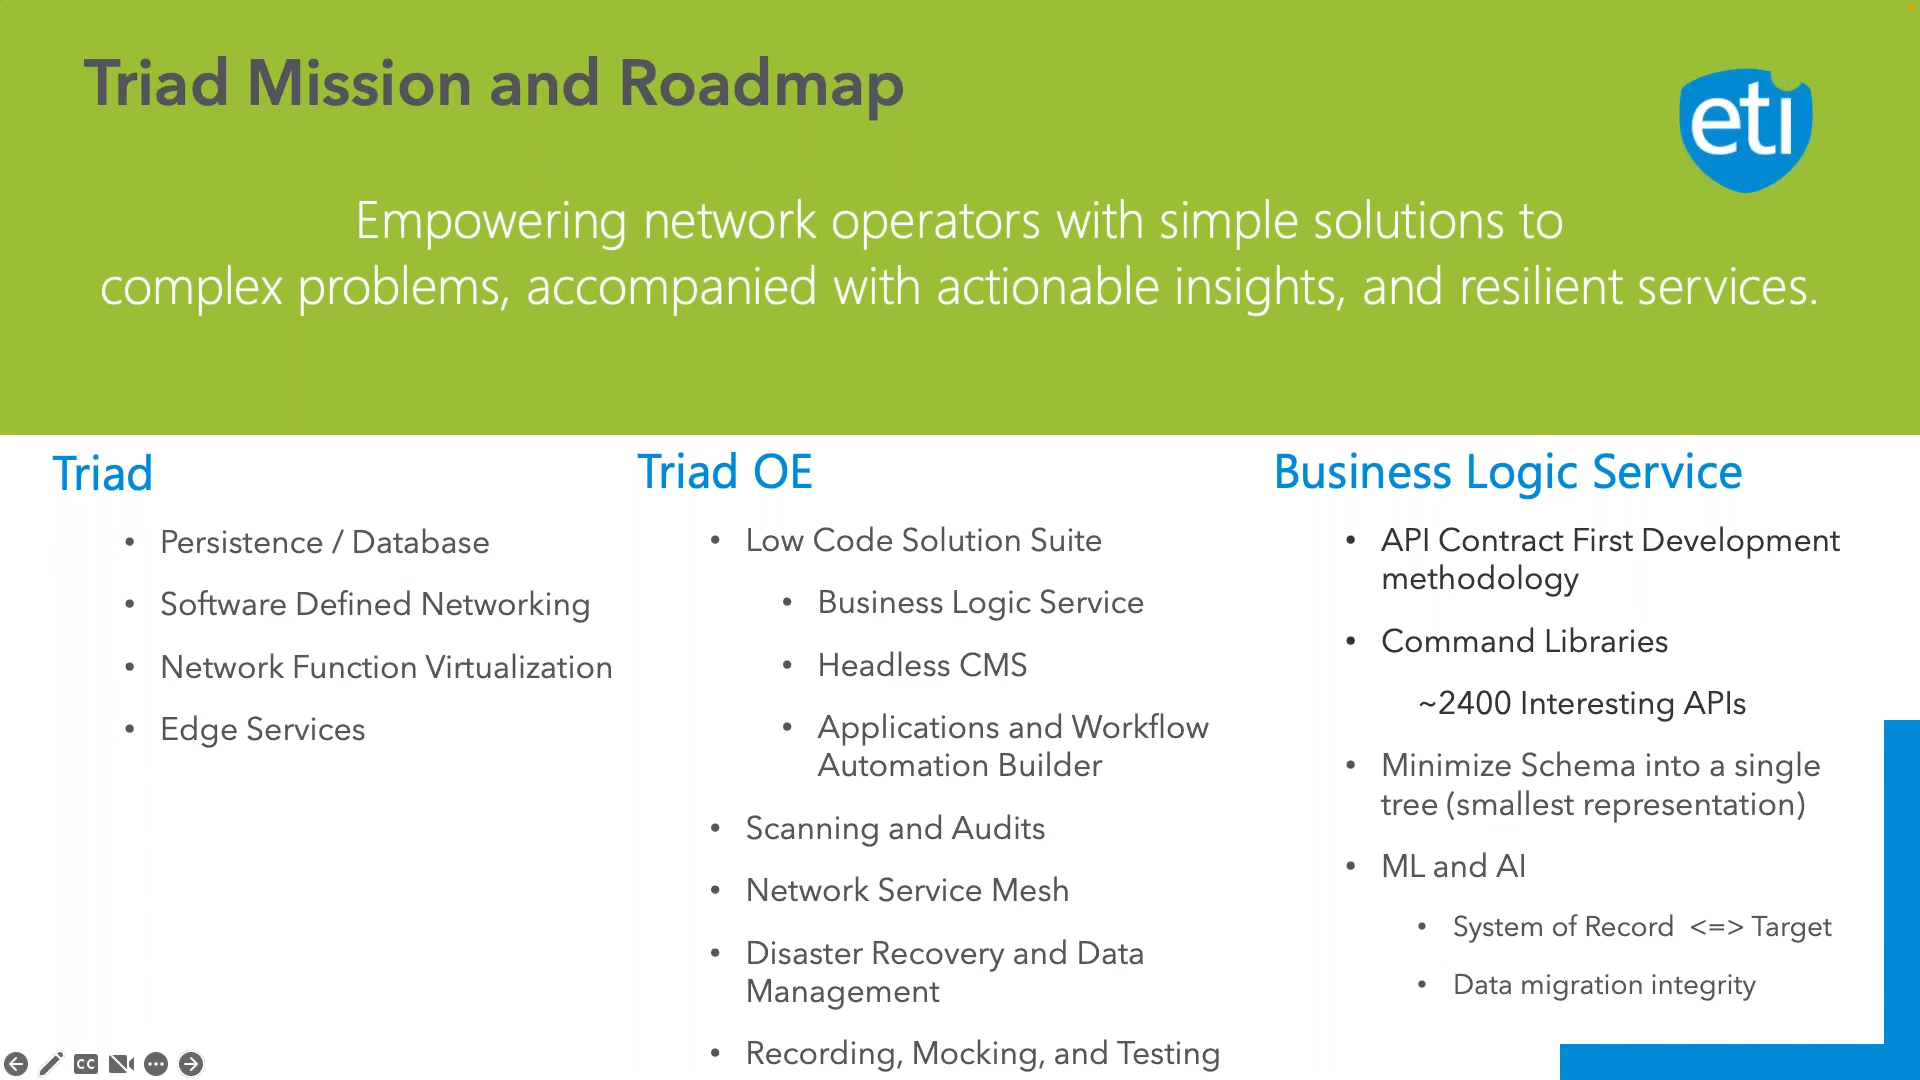 Triad Mission and Roadmap
eti
Empowering network operators with simple solutions to
complex problems, accompanied with actionable insights, and resilient services.
Triad
• Persistence / Database
• Software Defined Networking
• Network Function Virtualization
• Edge Services
Triad OE
• Low Code Solution Suite
• Business Logic Service
• Headless CMS
• Applications and Workflow
Automation Builder
• Scanning and Audits
• Network Service Mesh
• Disaster Recovery and Data
Management
• Recording, Mocking, and Testing
Business Logic Service
• API Contract First Development
methodology
• Command Libraries
~2400 Interesting APIs
• Minimize Schema into a single
tree (smallest representation)
• ML and AI
• System of Record <=> Target
• Data migration integrity
CC